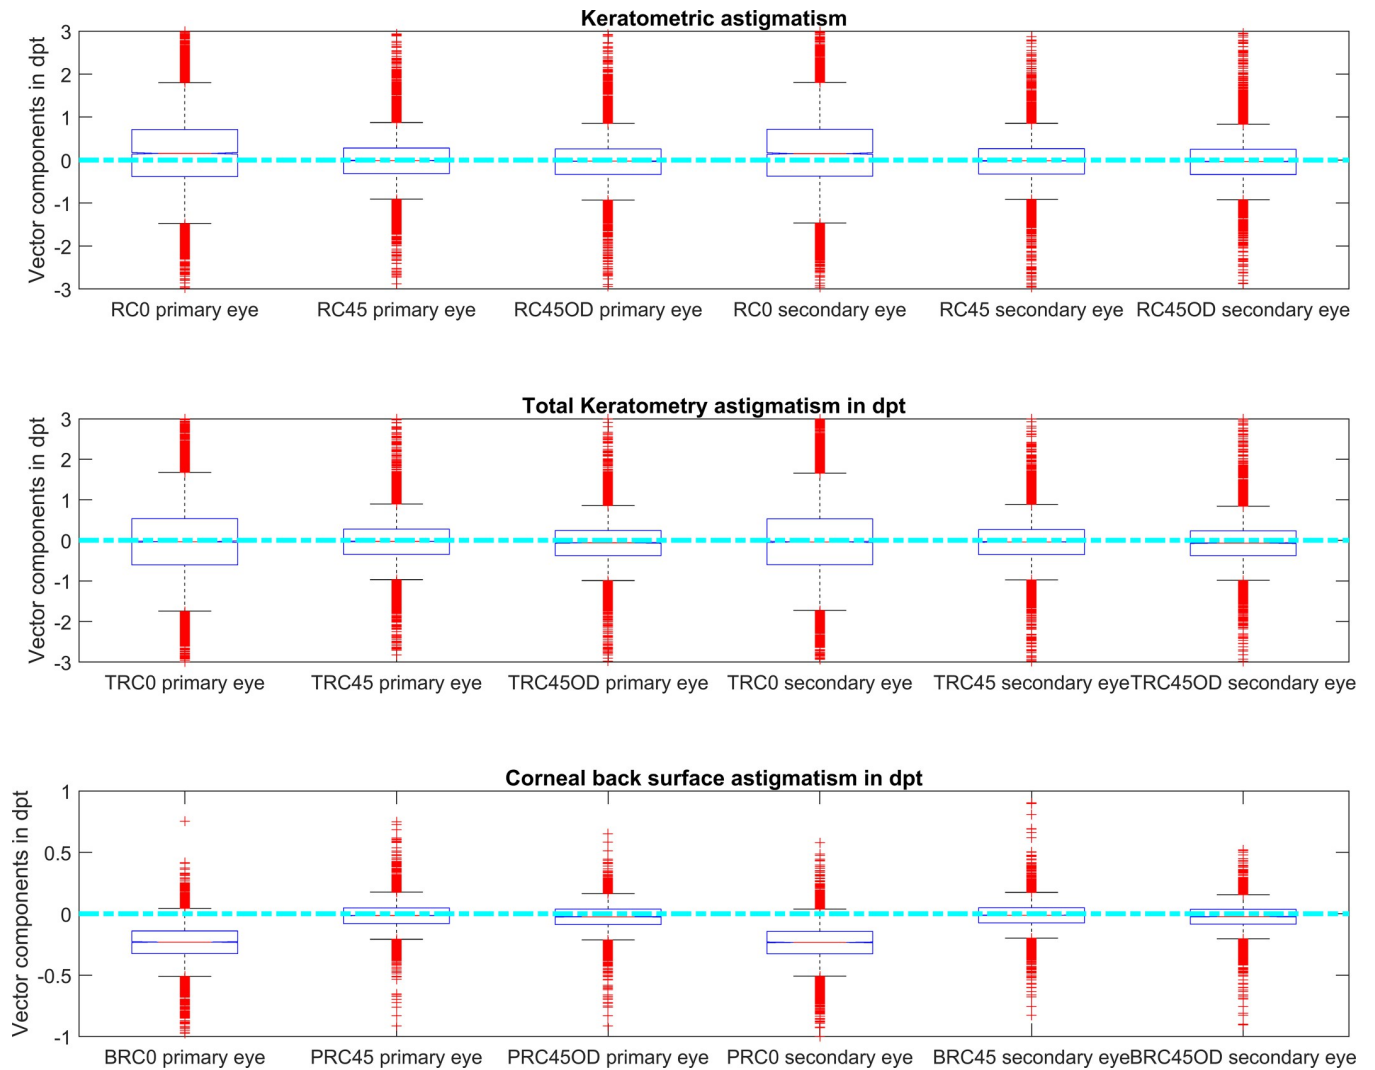 Keratometric astigmatism
Vector components in dpt
3
2
1
0
-1
-2
-3
RC0 primary eye RC45 primary eye RC45OD primary eye RC0 secondary eye RC45 secondary eye RC45OD secondary eye
Total Keratometry astigmatism in dpt
Vector components in dpt
3
2
1
0
-1
-2
-3
TRC0 primary eye TRC45 primary eye TRC45OD primary eye TRC0 secondary eye TRC45 secondary eye TRC45OD secondary eye
Corneal back surface astigmatism in dpt
Vector components in dpt
1
0.5
0
-0.5
-1
BRC0 primary eye PRC45 primary eye PRC45OD primary eye PRC0 secondary eye BRC45 secondary eye BRC45OD secondary eye